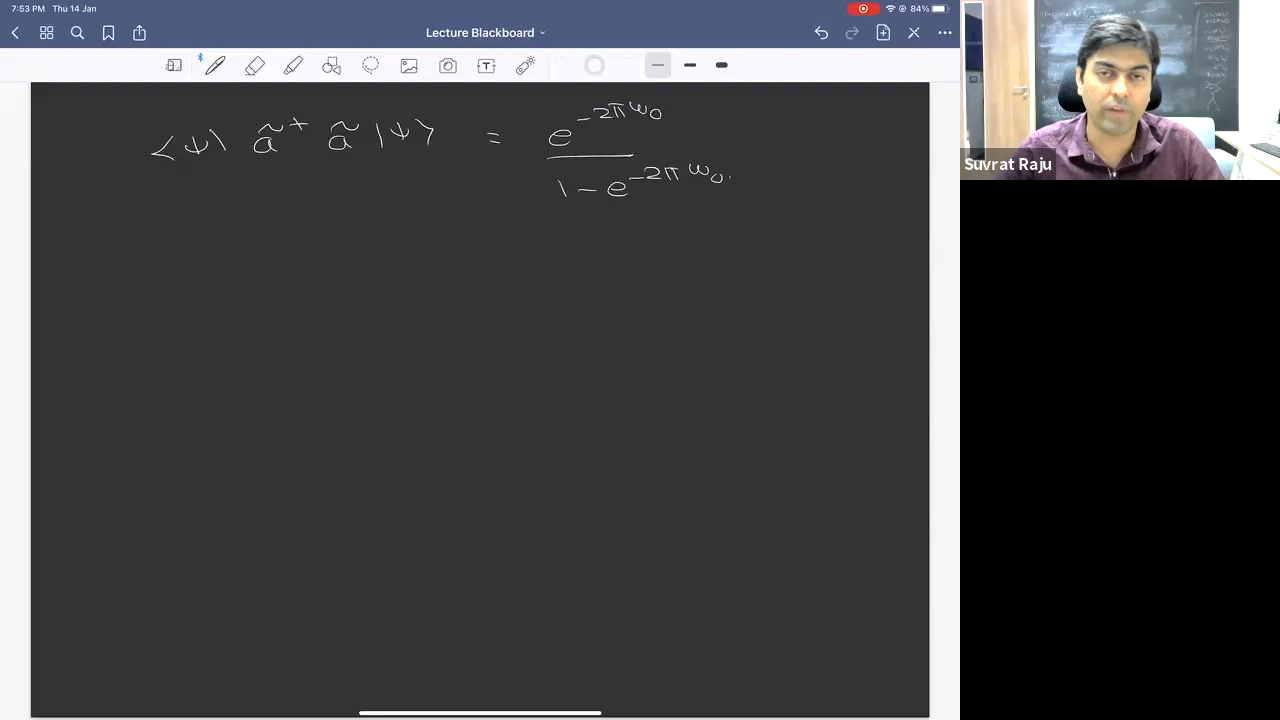 7:53 PM Thu 14 Jan
84%
Lecture Blackboard
⟨ψ| ã† ã |ψ⟩ = e^{-2πω₀} / (1 - e^{-2πω₀})
Suvrat Raju